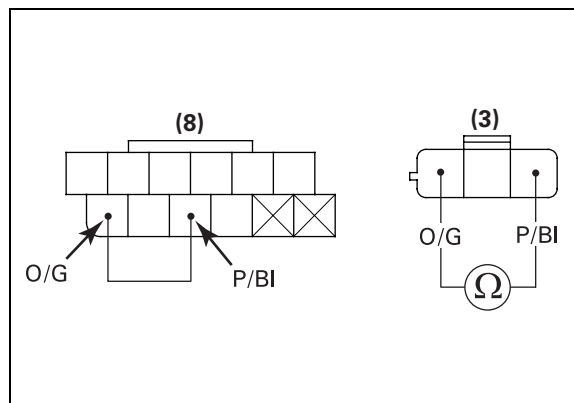 (8)
(3)
O/G
P/Bl
O/G
P/Bl
Ω